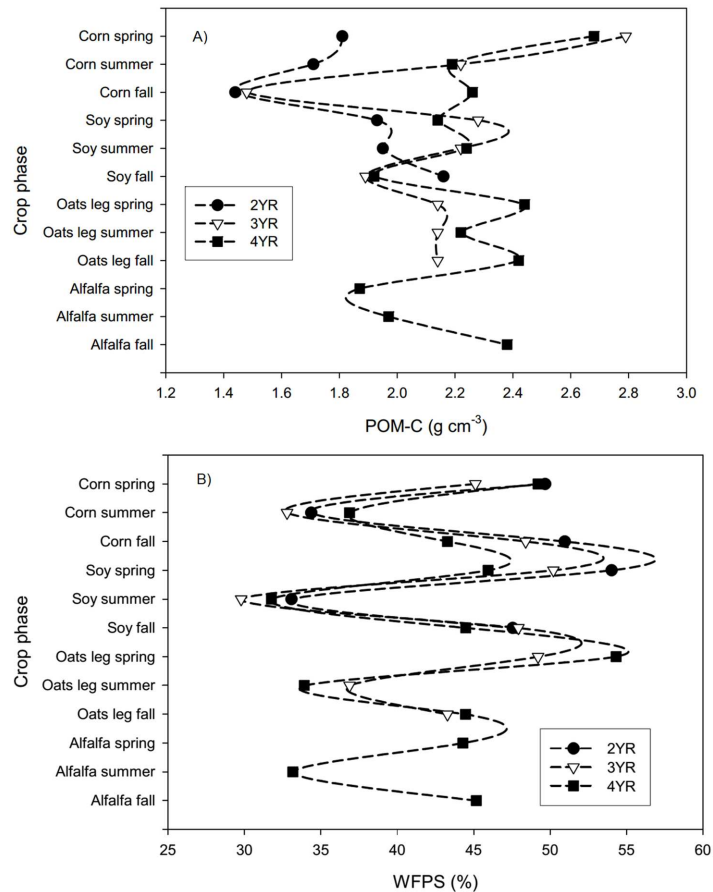 A)
Corn spring
Corn summer
Corn fall
Soy spring
Soy summer
Soy fall
Oats leg spring
Oats leg summer
Oats leg fall
Alfalfa spring
Alfalfa summer
Alfalfa fall
Crop phase
2YR
3YR
4YR
1.2 1.4 1.6 1.8 2.0 2.2 2.4 2.6 2.8 3.0
POM-C (g cm⁻³)
B)
Corn spring
Corn summer
Corn fall
Soy spring
Soy summer
Soy fall
Oats leg spring
Oats leg summer
Oats leg fall
Alfalfa spring
Alfalfa summer
Alfalfa fall
Crop phase
2YR
3YR
4YR
25 30 35 40 45 50 55 60
WFPS (%)